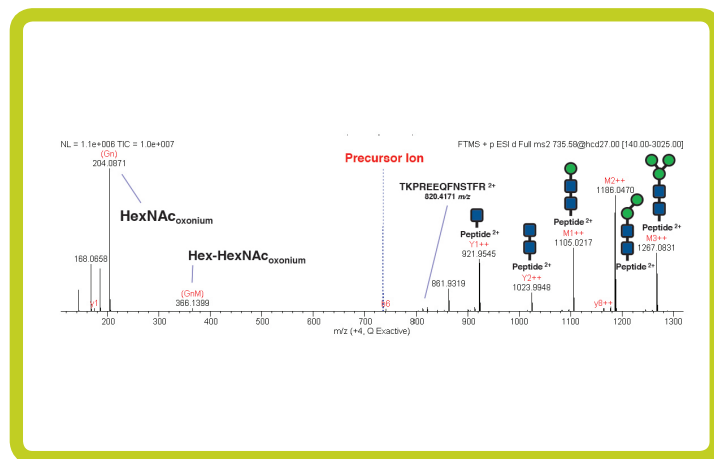 NL = 1.1e+006 TIC = 1.0e+007
FTMS + p ESI d Full ms2 735.58@hcd27.00 [140.00-3025.00]
(Gn)
204.0871
Precursor Ion
TKPREEQFNSTFR 2+
820.4171 m/z
M2++
1186.0470
HexNAcoxonium
Peptide 2+
Y1++
921.9545
Peptide 2+
M1++
1105.0217
Peptide 2+
M3++
1267.0831
Hex-HexNAcoxonium
168.0658
Peptide 2+
Y2++
1023.9948
Peptide 2+
861.9319
(GnM)
366.1399
y1
y8++
200 300 400 500 600 700 800 900 1000 1100 1200 1300
m/z (+4, Q Exactive)